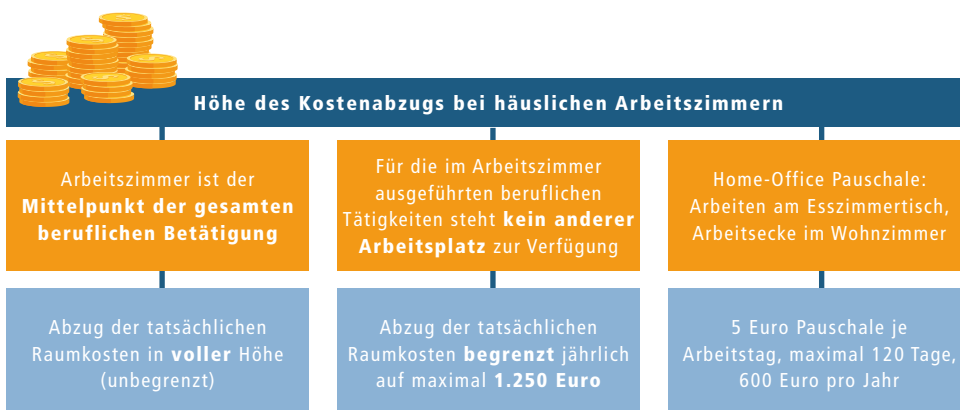 Höhe des Kostenabzugs bei häuslichen Arbeitszimmern
Arbeitszimmer ist der
Mittelpunkt der gesamten
beruflichen Betätigung
Für die im Arbeitszimmer
ausgeführten beruflichen
Tätigkeiten steht kein anderer
Arbeitsplatz zur Verfügung
Home-Office Pauschale:
Arbeiten am Esszimmertisch,
Arbeitsecke im Wohnzimmer
Abzug der tatsächlichen
Raumkosten in voller Höhe
(unbegrenzt)
Abzug der tatsächlichen
Raumkosten begrenzt jährlich
auf maximal 1.250 Euro
5 Euro Pauschale je
Arbeitstag, maximal 120 Tage,
600 Euro pro Jahr